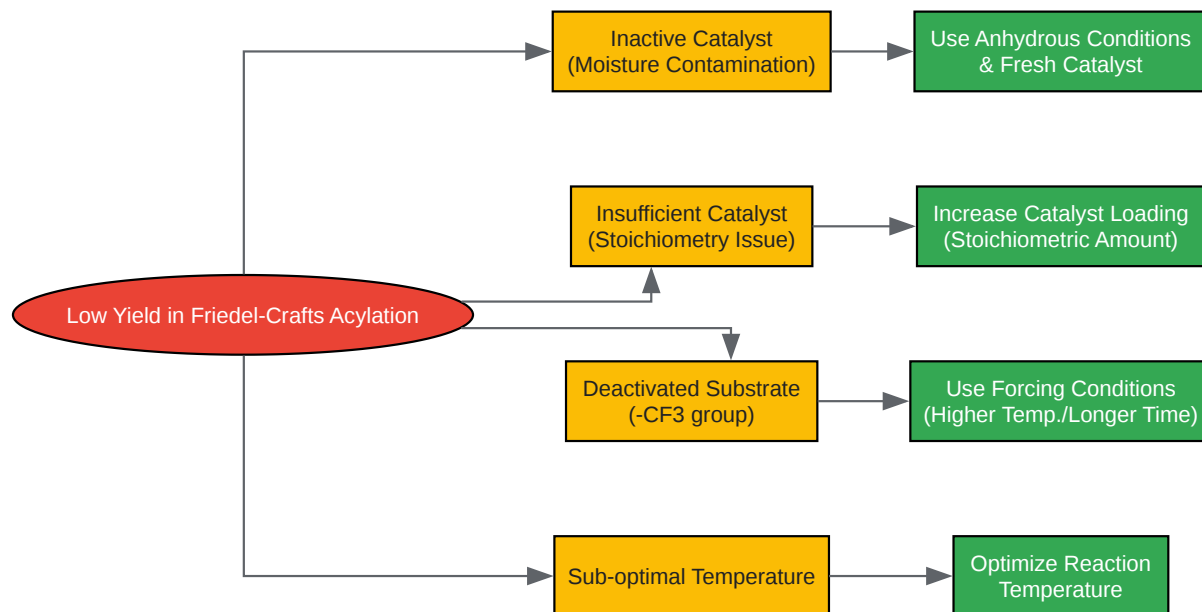 Inactive Catalyst
(Moisture Contamination)
Use Anhydrous Conditions
& Fresh Catalyst
Insufficient Catalyst
(Stoichiometry Issue)
Increase Catalyst Loading
(Stoichiometric Amount)
Low Yield in Friedel-Crafts Acylation
Deactivated Substrate
(-CF3 group)
Use Forcing Conditions
(Higher Temp./Longer Time)
Sub-optimal Temperature
Optimize Reaction
Temperature